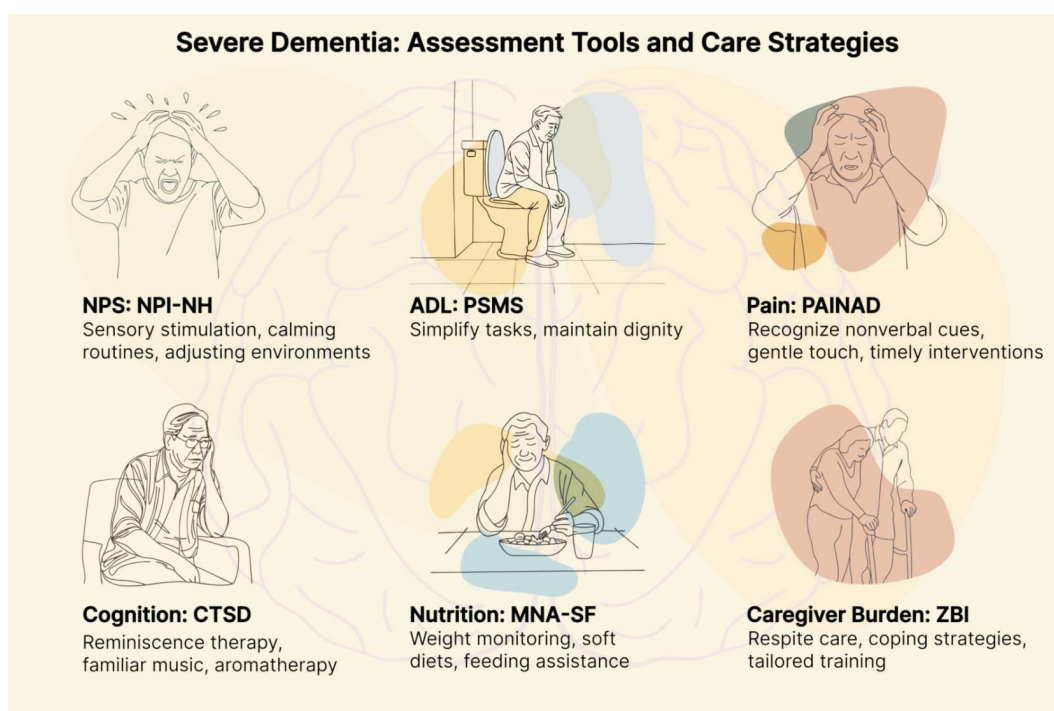 Severe Dementia: Assessment Tools and Care Strategies
NPS: NPI-NH
Sensory stimulation, calming
routines, adjusting environments
ADL: PSMS
Simplify tasks, maintain dignity
Pain: PAINAD
Recognize nonverbal cues,
gentle touch, timely interventions
Cognition: CTSD
Reminiscence therapy,
familiar music, aromatherapy
Nutrition: MNA-SF
Weight monitoring, soft
diets, feeding assistance
Caregiver Burden: ZBI
Respite care, coping strategies,
tailored training